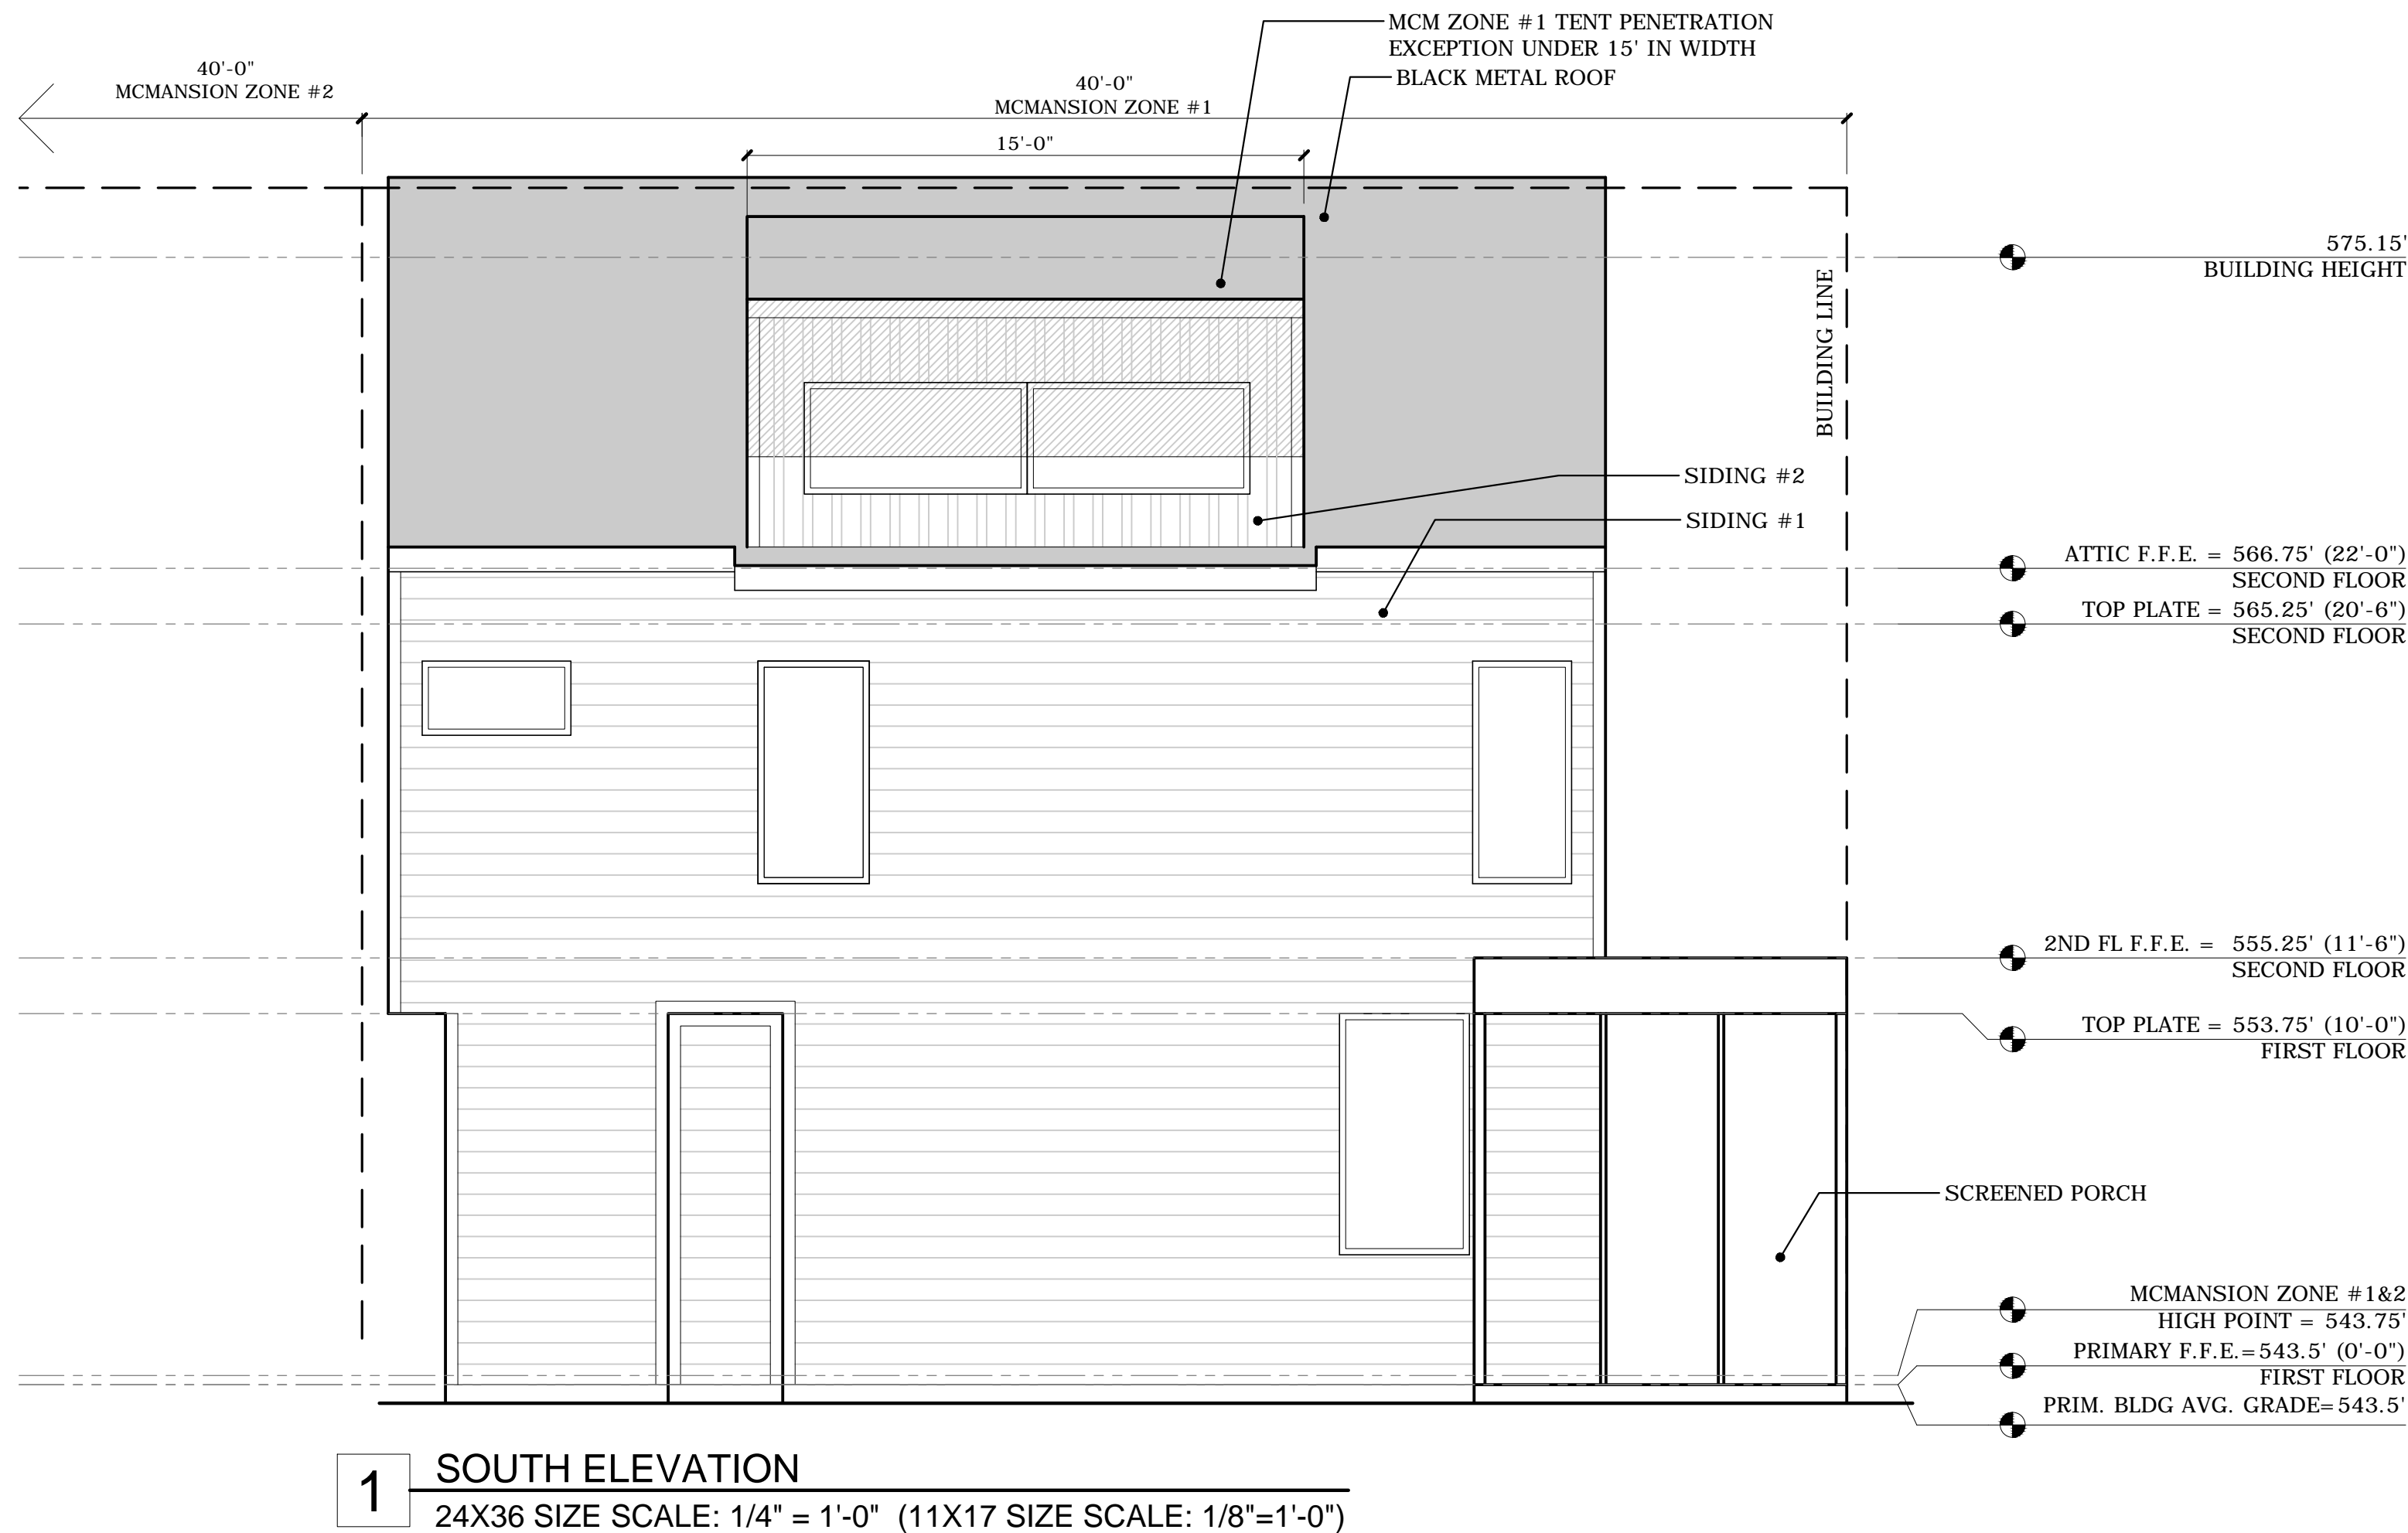 MCM ZONE #1 TENT PENETRATION
EXCEPTION UNDER 15' IN WIDTH
BLACK METAL ROOF
40'-0"
MCMANSION ZONE #2
40'-0"
MCMANSION ZONE #1
15'-0"
575.15'
BUILDING HEIGHT
BUILDING LINE
SIDING #2
SIDING #1
ATTIC F.F.E. = 566.75' (22'-0")
SECOND FLOOR
TOP PLATE = 565.25' (20'-6")
SECOND FLOOR
2ND FL F.F.E. = 555.25' (11'-6")
SECOND FLOOR
TOP PLATE = 553.75' (10'-0")
FIRST FLOOR
SCREENED PORCH
MCMANSION ZONE #1&2
HIGH POINT = 543.75'
PRIMARY F.F.E.=543.5' (0'-0")
FIRST FLOOR
PRIM. BLDG AVG. GRADE=543.5'
1
SOUTH ELEVATION
24X36 SIZE SCALE: 1/4" = 1'-0" (11X17 SIZE SCALE: 1/8"=1'-0")